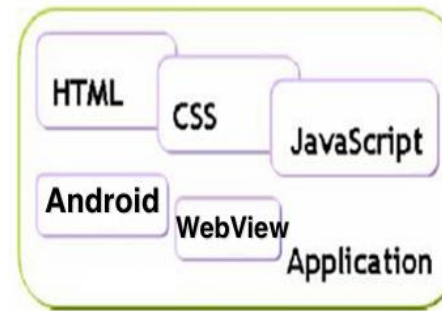 HTML
CSS
JavaScript
Android
WebView
Application